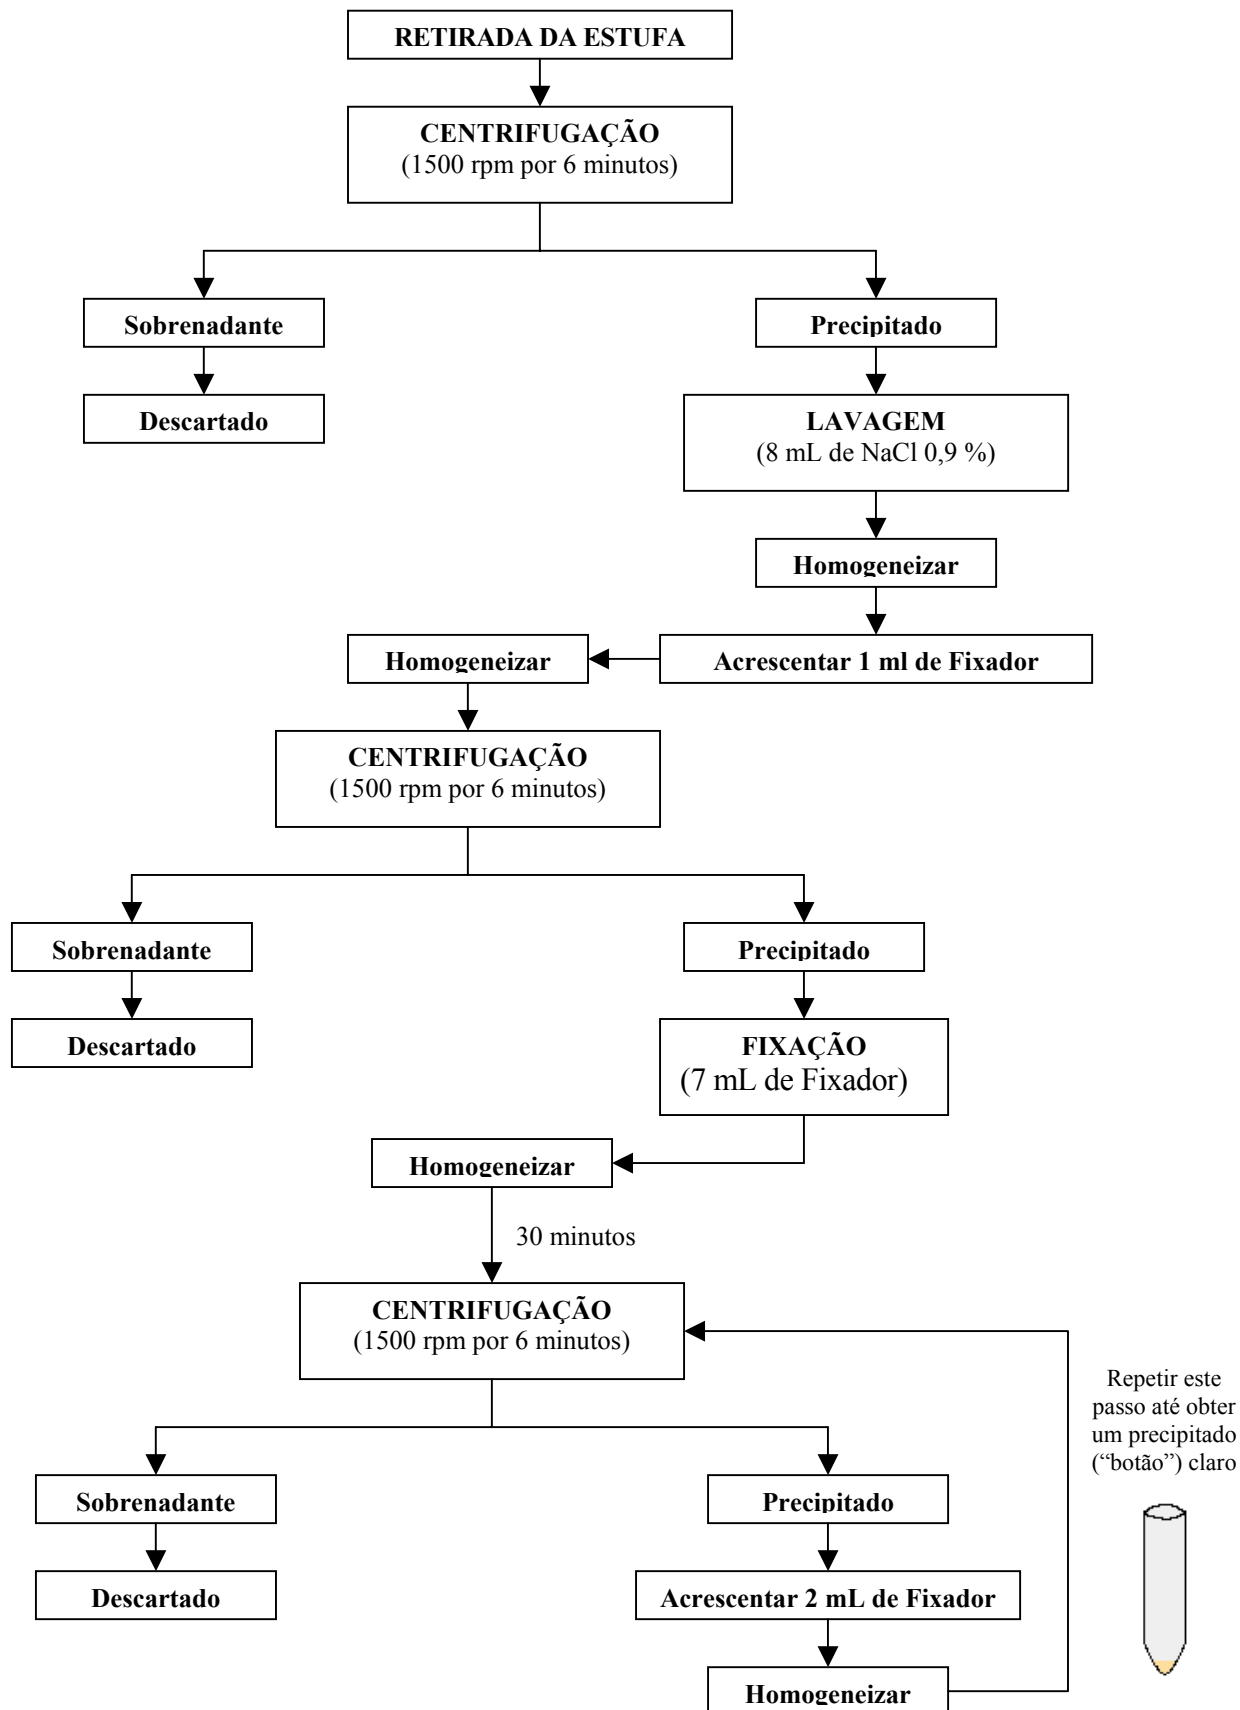 RETIRADA DA ESTUFA
CENTRIFUGAÇÃO
(1500 rpm por 6 minutos)
Sobrenadante
Precipitado
Descartado
LAVAGEM
(8 mL de NaCl 0,9 %)
Homogeneizar
Homogeneizar
Acrescentar 1 ml de Fixador
CENTRIFUGAÇÃO
(1500 rpm por 6 minutos)
Sobrenadante
Precipitado
Descartado
FIXAÇÃO
(7 mL de Fixador)
Homogeneizar
30 minutos
CENTRIFUGAÇÃO
(1500 rpm por 6 minutos)
Repetir este
passo até obter
um precipitado
(“botão”) claro
Sobrenadante
Precipitado
Descartado
Acrescentar 2 mL de Fixador
Homogeneizar